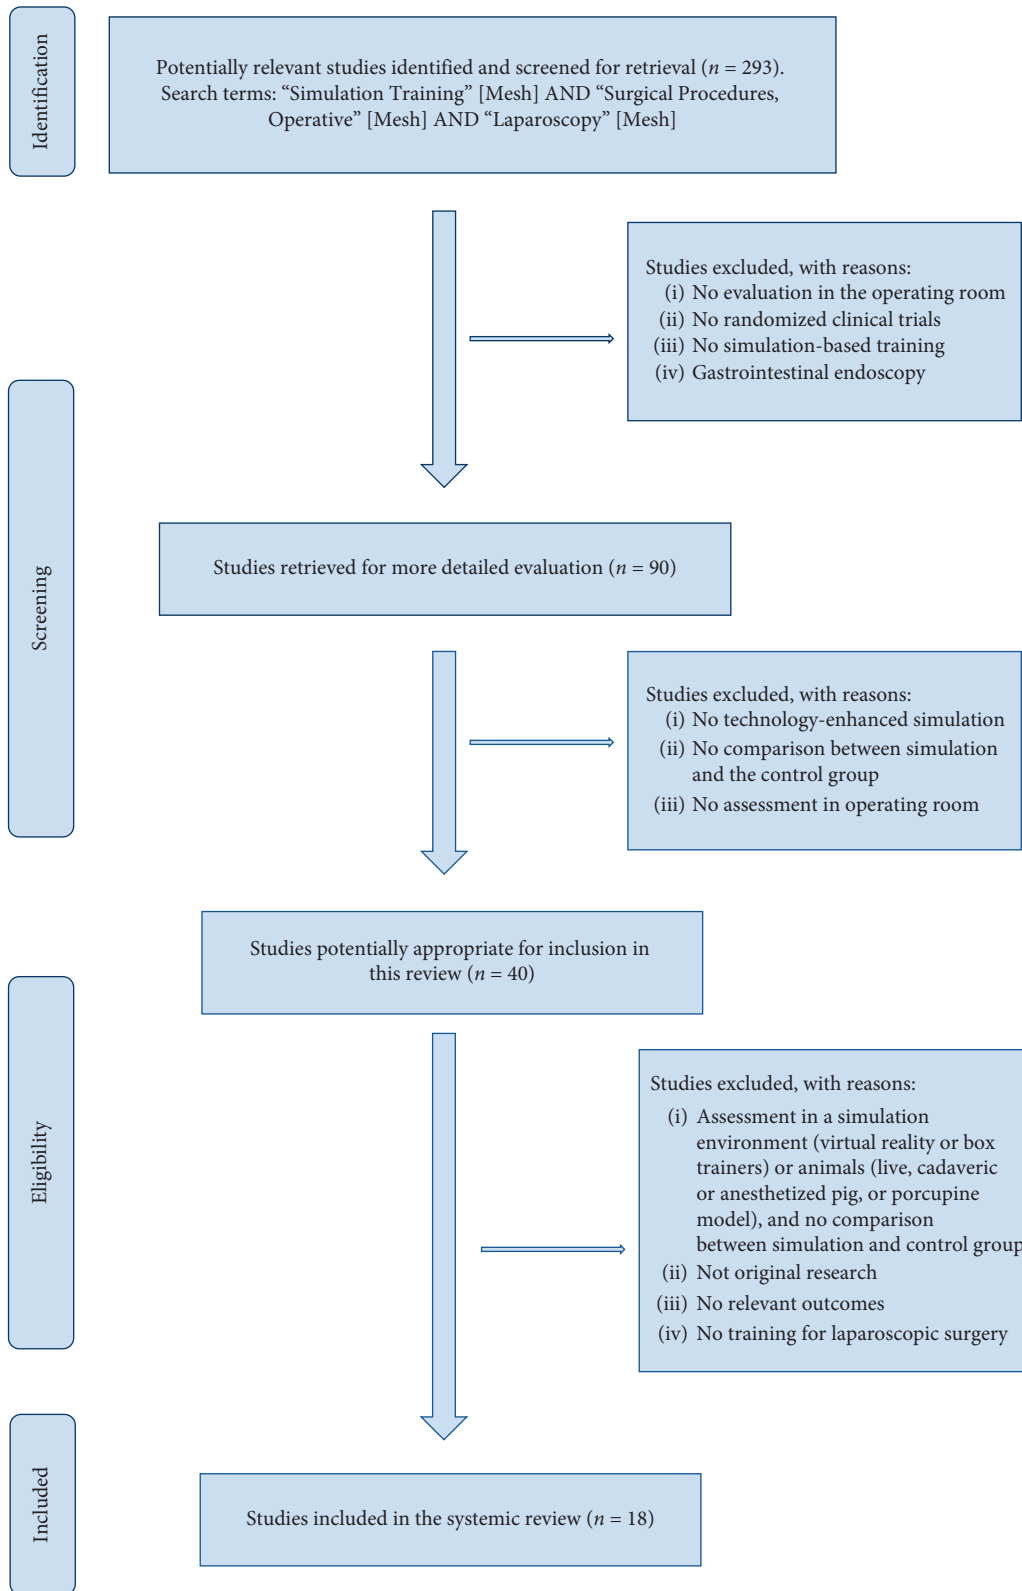 Identification
Potentially relevant studies identified and screened for retrieval (n = 293).
Search terms: “Simulation Training” [Mesh] AND “Surgical Procedures,
Operative” [Mesh] AND “Laparoscopy” [Mesh]
Studies excluded, with reasons:
(i) No evaluation in the operating room
(ii) No randomized clinical trials
(iii) No simulation-based training
(iv) Gastrointestinal endoscopy
Screening
Studies retrieved for more detailed evaluation (n = 90)
Studies excluded, with reasons:
(i) No technology-enhanced simulation
(ii) No comparison between simulation
and the control group
(iii) No assessment in operating room
Studies potentially appropriate for inclusion in
this review (n = 40)
Eligibility
Studies excluded, with reasons:
(i) Assessment in a simulation
environment (virtual reality or box
trainers) or animals (live, cadaveric
or anesthetized pig, or porcupine
model), and no comparison
between simulation and control group
(ii) Not original research
(iii) No relevant outcomes
(iv) No training for laparoscopic surgery
Included
Studies included in the systemic review (n = 18)